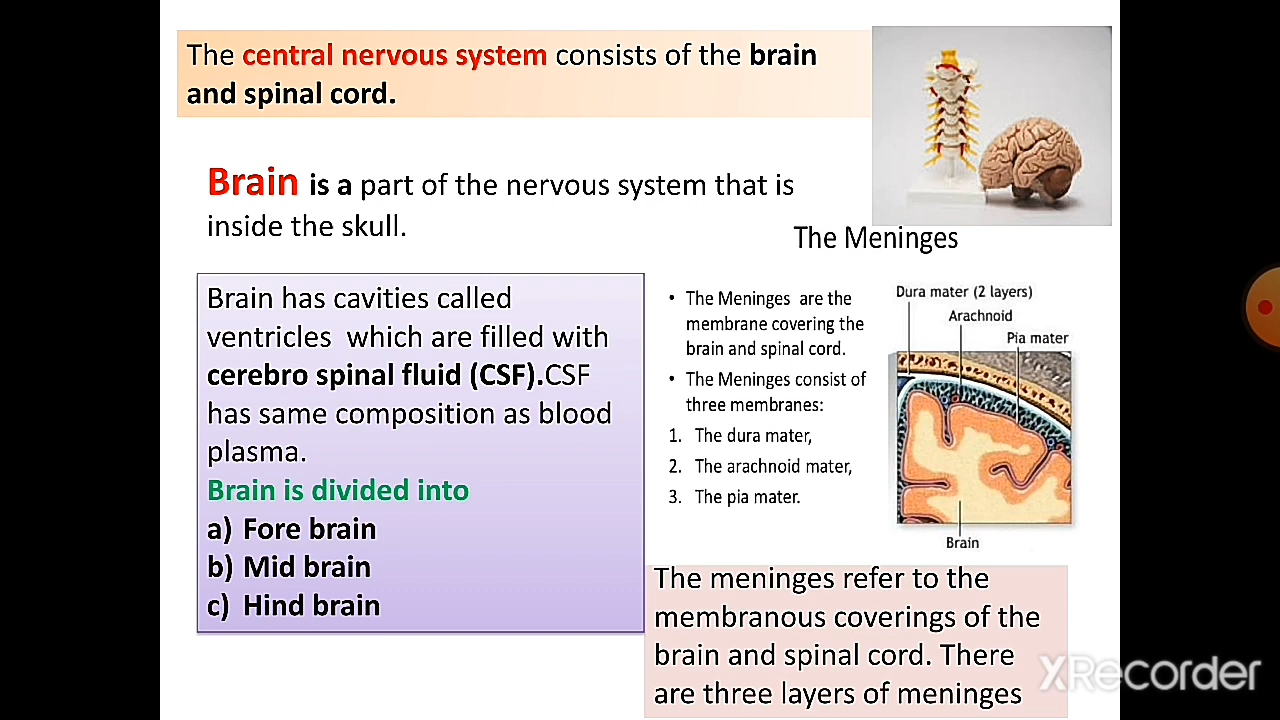 The central nervous system consists of the brain
and spinal cord.
Brain is a part of the nervous system that is
inside the skull.
Brain has cavities called
ventricles which are filled with
cerebro spinal fluid (CSF).CSF
has same composition as blood
plasma.
Brain is divided into
a) Fore brain
b) Mid brain
c) Hind brain
The Meninges
• The Meninges are the
membrane covering the
brain and spinal cord.
• The Meninges consist of
three membranes:
1. The dura mater,
2. The arachnoid mater,
3. The pia mater.
Dura mater (2 layers)
Arachnoid
Pia mater
Brain
The meninges refer to the
membranous coverings of the
brain and spinal cord. There
are three layers of meninges
XRecorder